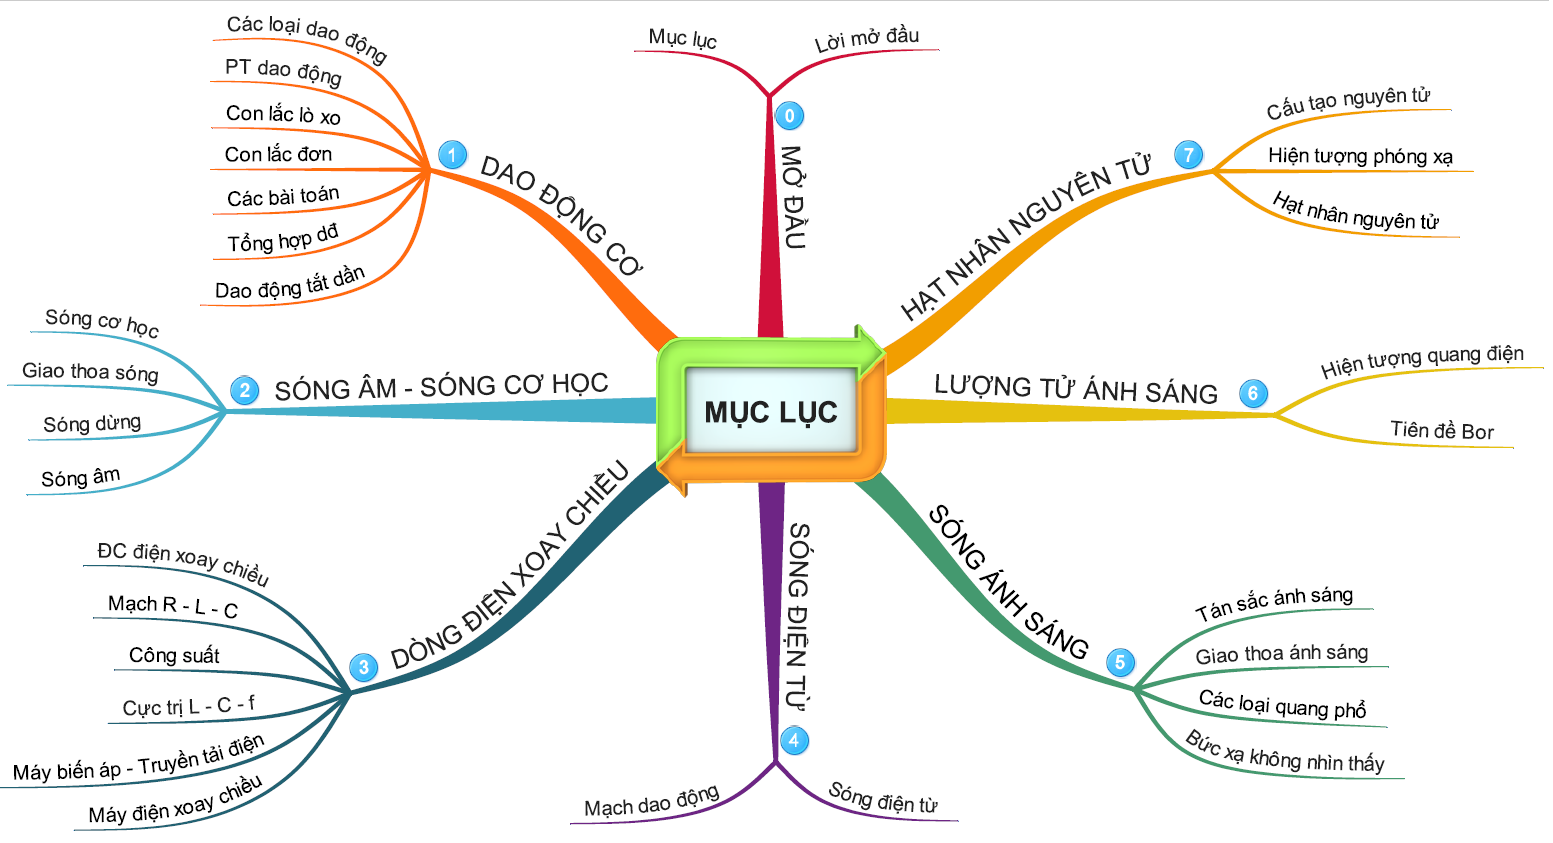 MỤC LỤC
0
MỞ ĐẦU
Mục lục
Lời mở đầu
1
DAO ĐỘNG CƠ
Các loại dao động
PT dao động
Con lắc lò xo
Con lắc đơn
Các bài toán
Tổng hợp dđ
Dao động tắt dần
2
SÓNG ÂM - SÓNG CƠ HỌC
Sóng cơ học
Giao thoa sóng
Sóng dừng
Sóng âm
3
DÒNG ĐIỆN XOAY CHIỀU
ĐC điện xoay chiều
Mạch R - L - C
Công suất
Cực trị L - C - f
Máy biến áp - Truyền tải điện
Máy điện xoay chiều
4
SÓNG ĐIỆN TỪ
Mạch dao động
Sóng điện từ
5
SÓNG ÁNH SÁNG
Tán sắc ánh sáng
Giao thoa ánh sáng
Các loại quang phổ
Bức xạ không nhìn thấy
6
LƯỢNG TỬ ÁNH SÁNG
Hiện tượng quang điện
Tiên đề Bor
7
HẠT NHÂN NGUYÊN TỬ
Cấu tạo nguyên tử
Hiện tượng phóng xạ
Hạt nhân nguyên tử